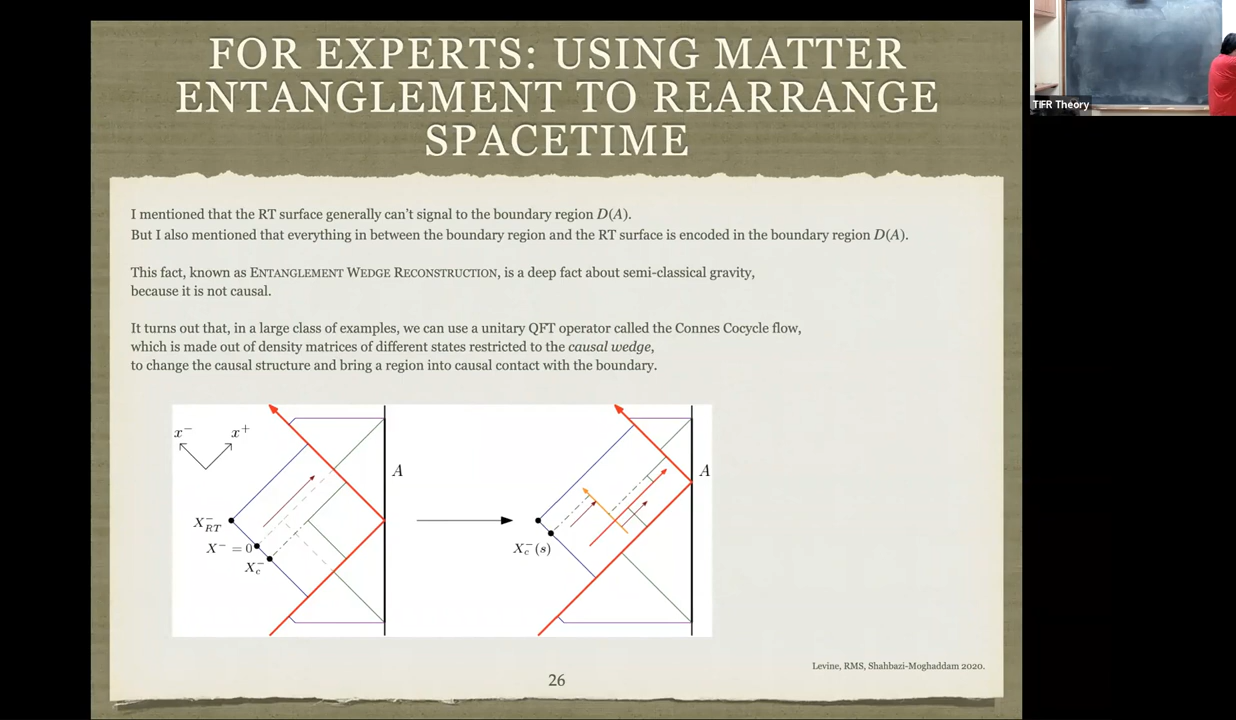 FOR EXPERTS: USING MATTER
ENTANGLEMENT TO REARRANGE
SPACETIME
TIFR Theory
I mentioned that the RT surface generally can't signal to the boundary region D(A).
But I also mentioned that everything in between the boundary region and the RT surface is encoded in the boundary region D(A).
This fact, known as ENTANGLEMENT WEDGE RECONSTRUCTION, is a deep fact about semi-classical gravity,
because it is not causal.
It turns out that, in a large class of examples, we can use a unitary QFT operator called the Connes Cocycle flow,
which is made out of density matrices of different states restricted to the causal wedge,
to change the causal structure and bring a region into causal contact with the boundary.
x⁻ x⁺
A
X⁻_RT
X⁻ = 0
X⁻_c
A
X⁻_c(s)
Levine, RMS, Shahbazi-Moghaddam 2020.
26